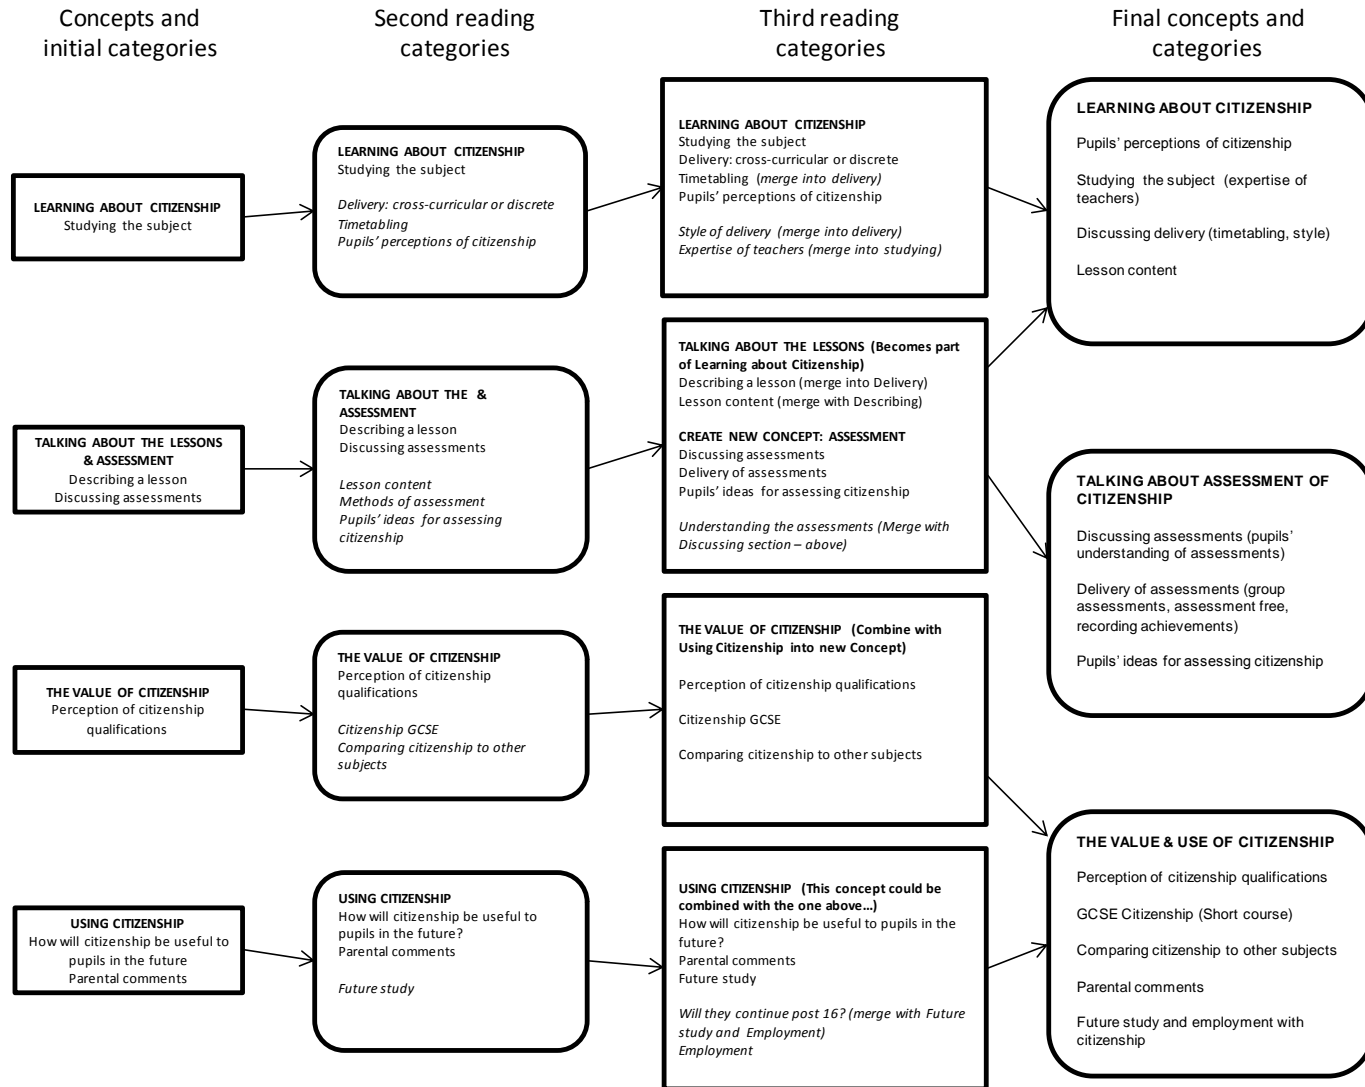 Concepts and
initial categories
Second reading
categories
Third reading
categories
Final concepts and
categories
LEARNING ABOUT CITIZENSHIP
Studying the subject
TALKING ABOUT THE LESSONS
& ASSESSMENT
Describing a lesson
Discussing assessments
THE VALUE OF CITIZENSHIP
Perception of citizenship
qualifications
USING CITIZENSHIP
How will citizenship be useful to
pupils in the future
Parental comments
LEARNING ABOUT CITIZENSHIP
Studying the subject
Delivery: cross-curricular or discrete
Timetabling
Pupils' perceptions of citizenship
TALKING ABOUT THE &
ASSESSMENT
Describing a lesson
Discussing assessments
Lesson content
Methods of assessment
Pupils' ideas for assessing
citizenship
THE VALUE OF CITIZENSHIP
Perception of citizenship
qualifications
Citizenship GCSE
Comparing citizenship to other
subjects
USING CITIZENSHIP
How will citizenship be useful to
pupils in the future?
Parental comments
Future study
LEARNING ABOUT CITIZENSHIP
Studying the subject
Delivery: cross-curricular or discrete
Timetabling (merge into delivery)
Pupils' perceptions of citizenship
Style of delivery (merge into delivery)
Expertise of teachers (merge into studying)
TALKING ABOUT THE LESSONS (Becomes part
of Learning about Citizenship)
Describing a lesson (merge into Delivery)
Lesson content (merge with Describing)
CREATE NEW CONCEPT: ASSESSMENT
Discussing assessments
Delivery of assessments
Pupils' ideas for assessing citizenship
Understanding the assessments (Merge with
Discussing section – above)
THE VALUE OF CITIZENSHIP (Combine with
Using Citizenship into new Concept)
Perception of citizenship qualifications
Citizenship GCSE
Comparing citizenship to other subjects
USING CITIZENSHIP (This concept could be
combined with the one above…)
How will citizenship be useful to pupils in the
future?
Parental comments
Future study
Will they continue post 16? (merge with Future
study and Employment)
Employment
LEARNING ABOUT CITIZENSHIP
Pupils' perceptions of citizenship
Studying the subject (expertise of
teachers)
Discussing delivery (timetabling, style)
Lesson content
TALKING ABOUT ASSESSMENT OF
CITIZENSHIP
Discussing assessments (pupils'
understanding of assessments)
Delivery of assessments (group
assessments, assessment free,
recording achievements)
Pupils' ideas for assessing citizenship
THE VALUE & USE OF CITIZENSHIP
Perception of citizenship qualifications
GCSE Citizenship (Short course)
Comparing citizenship to other subjects
Parental comments
Future study and employment with
citizenship